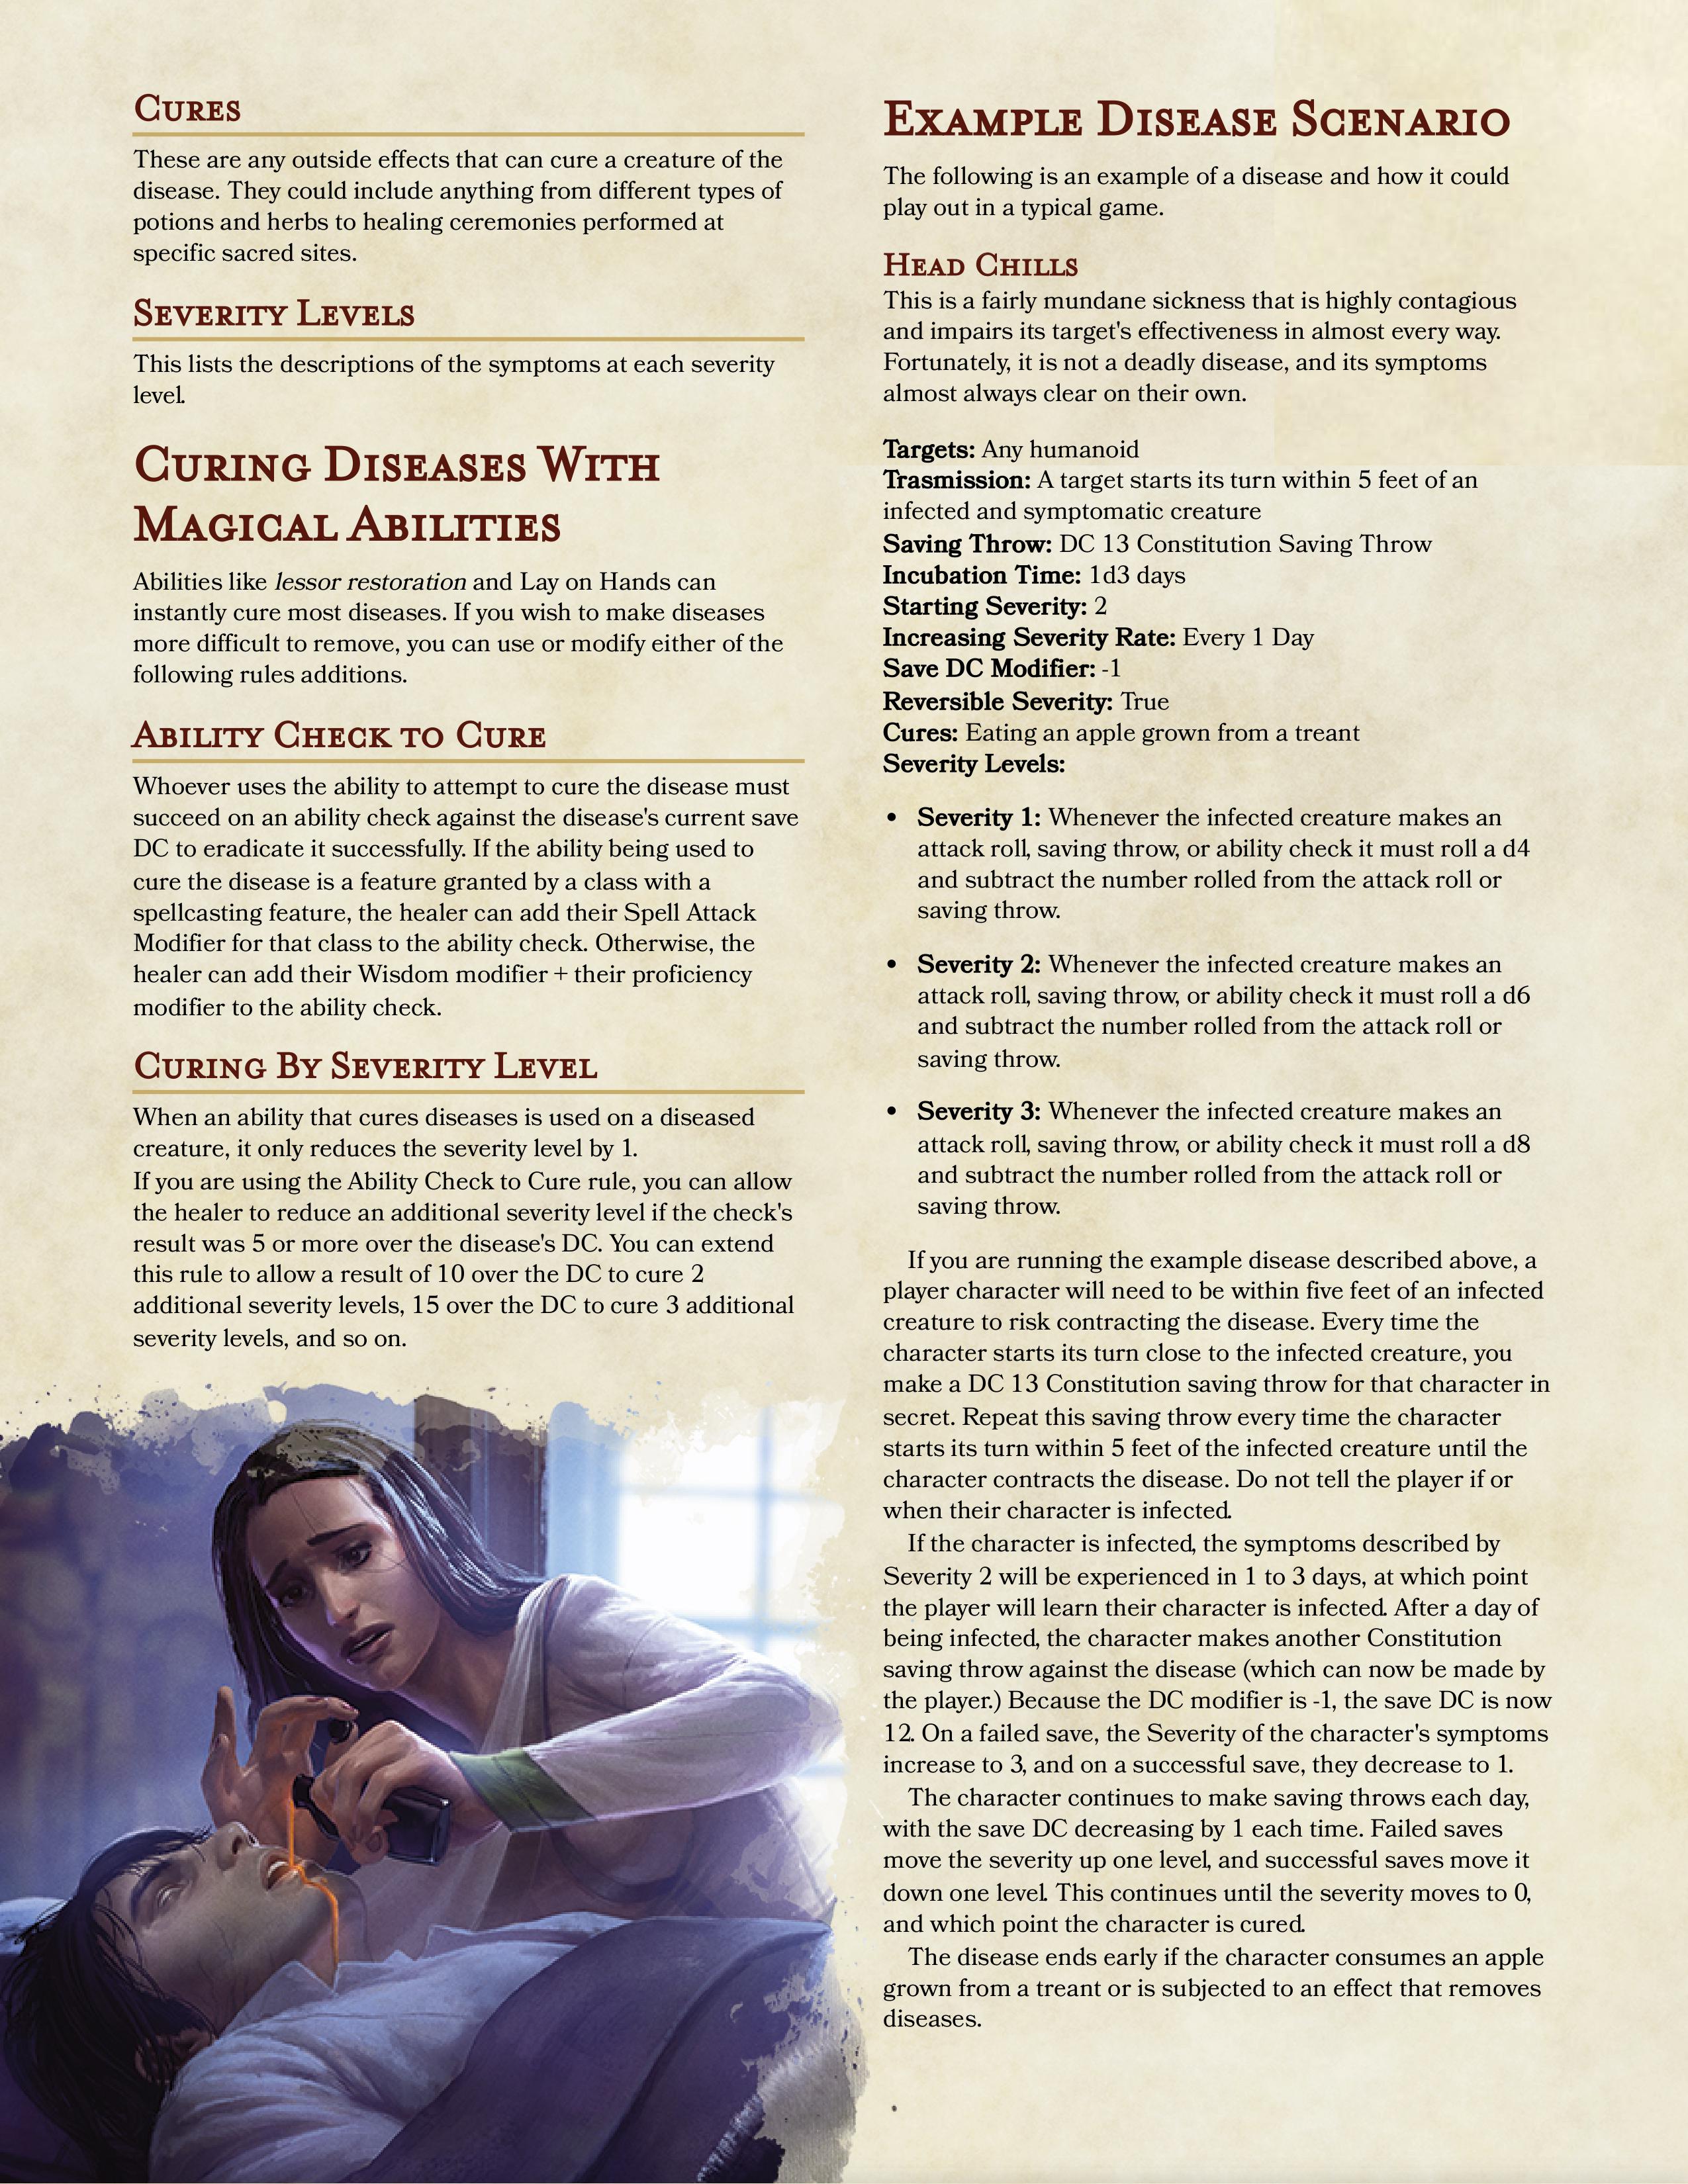 Cures
These are any outside effects that can cure a creature of the
disease. They could include anything from different types of
potions and herbs to healing ceremonies performed at
specific sacred sites.
Severity Levels
This lists the descriptions of the symptoms at each severity
level.
Curing Diseases With
Magical Abilities
Abilities like lessor restoration and Lay on Hands can
instantly cure most diseases. If you wish to make diseases
more difficult to remove, you can use or modify either of the
following rules additions.
Ability Check to Cure
Whoever uses the ability to attempt to cure the disease must
succeed on an ability check against the disease's current save
DC to eradicate it successfully. If the ability being used to
cure the disease is a feature granted by a class with a
spellcasting feature, the healer can add their Spell Attack
Modifier for that class to the ability check. Otherwise, the
healer can add their Wisdom modifier + their proficiency
modifier to the ability check.
Curing By Severity Level
When an ability that cures diseases is used on a diseased
creature, it only reduces the severity level by 1.
If you are using the Ability Check to Cure rule, you can allow
the healer to reduce an additional severity level if the check's
result was 5 or more over the disease's DC. You can extend
this rule to allow a result of 10 over the DC to cure 2
additional severity levels, 15 over the DC to cure 3 additional
severity levels, and so on.
Example Disease Scenario
The following is an example of a disease and how it could
play out in a typical game.
Head Chills
This is a fairly mundane sickness that is highly contagious
and impairs its target's effectiveness in almost every way.
Fortunately, it is not a deadly disease, and its symptoms
almost always clear on their own.
Targets: Any humanoid
Trasmission: A target starts its turn within 5 feet of an
infected and symptomatic creature
Saving Throw: DC 13 Constitution Saving Throw
Incubation Time: 1d3 days
Starting Severity: 2
Increasing Severity Rate: Every 1 Day
Save DC Modifier: -1
Reversible Severity: True
Cures: Eating an apple grown from a treant
Severity Levels:
• Severity 1: Whenever the infected creature makes an
attack roll, saving throw, or ability check it must roll a d4
and subtract the number rolled from the attack roll or
saving throw.
• Severity 2: Whenever the infected creature makes an
attack roll, saving throw, or ability check it must roll a d6
and subtract the number rolled from the attack roll or
saving throw.
• Severity 3: Whenever the infected creature makes an
attack roll, saving throw, or ability check it must roll a d8
and subtract the number rolled from the attack roll or
saving throw.
If you are running the example disease described above, a
player character will need to be within five feet of an infected
creature to risk contracting the disease. Every time the
character starts its turn close to the infected creature, you
make a DC 13 Constitution saving throw for that character in
secret. Repeat this saving throw every time the character
starts its turn within 5 feet of the infected creature until the
character contracts the disease. Do not tell the player if or
when their character is infected.
If the character is infected, the symptoms described by
Severity 2 will be experienced in 1 to 3 days, at which point
the player will learn their character is infected. After a day of
being infected, the character makes another Constitution
saving throw against the disease (which can now be made by
the player.) Because the DC modifier is -1, the save DC is now
12. On a failed save, the Severity of the character's symptoms
increase to 3, and on a successful save, they decrease to 1.
The character continues to make saving throws each day,
with the save DC decreasing by 1 each time. Failed saves
move the severity up one level, and successful saves move it
down one level. This continues until the severity moves to 0,
and which point the character is cured.
The disease ends early if the character consumes an apple
grown from a treant or is subjected to an effect that removes
diseases.